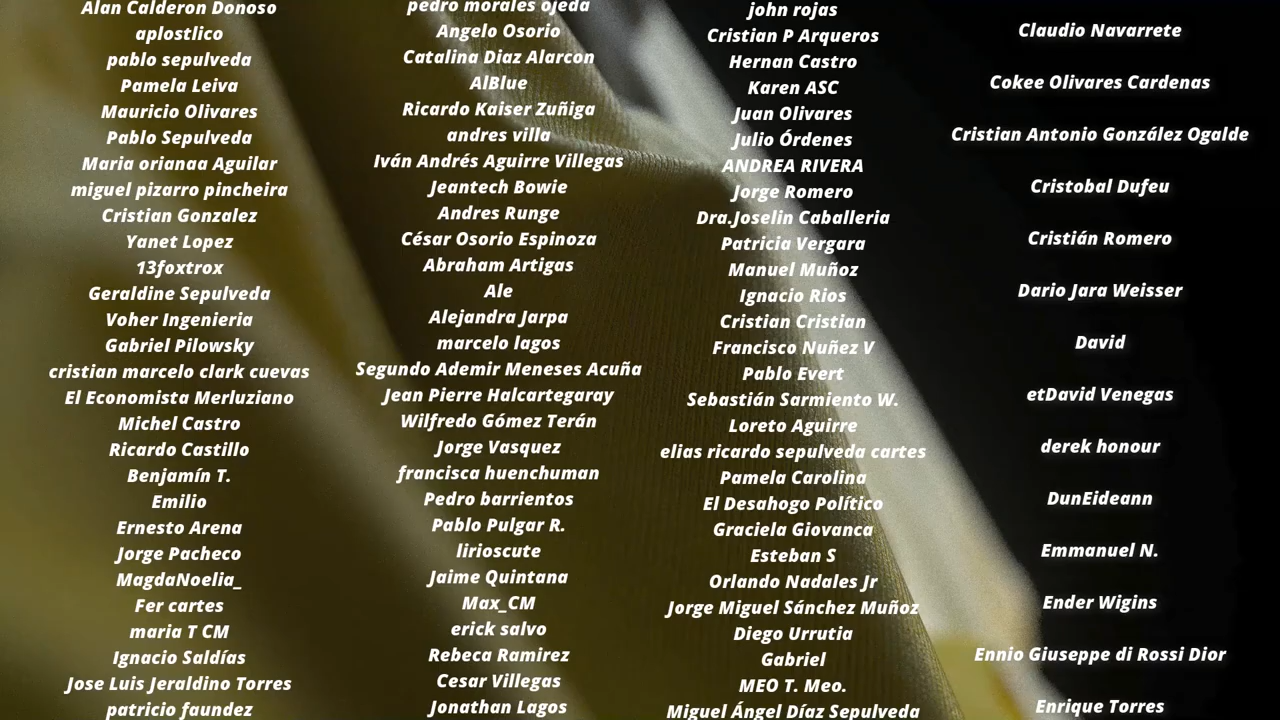 Alan Calderon Donoso
aplostlico
pablo sepulveda
Pamela Leiva
Mauricio Olivares
Pablo Sepulveda
Maria orianaa Aguilar
miguel pizarro pincheira
Cristian Gonzalez
Yanet Lopez
13foxtrox
Geraldine Sepulveda
Voher Ingenieria
Gabriel Pilowsky
cristian marcelo clark cuevas
El Economista Merluziano
Michel Castro
Ricardo Castillo
Benjamín T.
Emilio
Ernesto Arena
Jorge Pacheco
MagdaNoelia_
Fer cartes
maria T CM
Ignacio Saldías
Jose Luis Jeraldino Torres
patricio faundez
pedro morales ojeda
Angelo Osorio
Catalina Diaz Alarcon
AlBlue
Ricardo Kaiser Zuñiga
andres villa
Iván Andrés Aguirre Villegas
Jeantech Bowie
Andres Runge
César Osorio Espinoza
Abraham Artigas
Ale
Alejandra Jarpa
marcelo lagos
Segundo Ademir Meneses Acuña
Jean Pierre Halcartegaray
Wilfredo Gómez Terán
Jorge Vasquez
francisca huenchuman
Pedro barrientos
Pablo Pulgar R.
lirioscute
Jaime Quintana
Max_CM
erick salvo
Rebeca Ramirez
Cesar Villegas
Jonathan Lagos
john rojas
Cristian P Arqueros
Hernan Castro
Karen ASC
Juan Olivares
Julio Órdenes
ANDREA RIVERA
Jorge Romero
Dra.Joselin Caballeria
Patricia Vergara
Manuel Muñoz
Ignacio Rios
Cristian Cristian
Francisco Nuñez V
Pablo Evert
Sebastián Sarmiento W.
Loreto Aguirre
elias ricardo sepulveda cartes
Pamela Carolina
El Desahogo Político
Graciela Giovanca
Esteban S
Orlando Nadales Jr
Jorge Miguel Sánchez Muñoz
Diego Urrutia
Gabriel
MEO T. Meo.
Miguel Ángel Díaz Sepulveda
Claudio Navarrete
Cokee Olivares Cardenas
Cristian Antonio González Ogalde
Cristobal Dufeu
Cristián Romero
Dario Jara Weisser
David
etDavid Venegas
derek honour
DunEideann
Emmanuel N.
Ender Wigins
Ennio Giuseppe di Rossi Dior
Enrique Torres